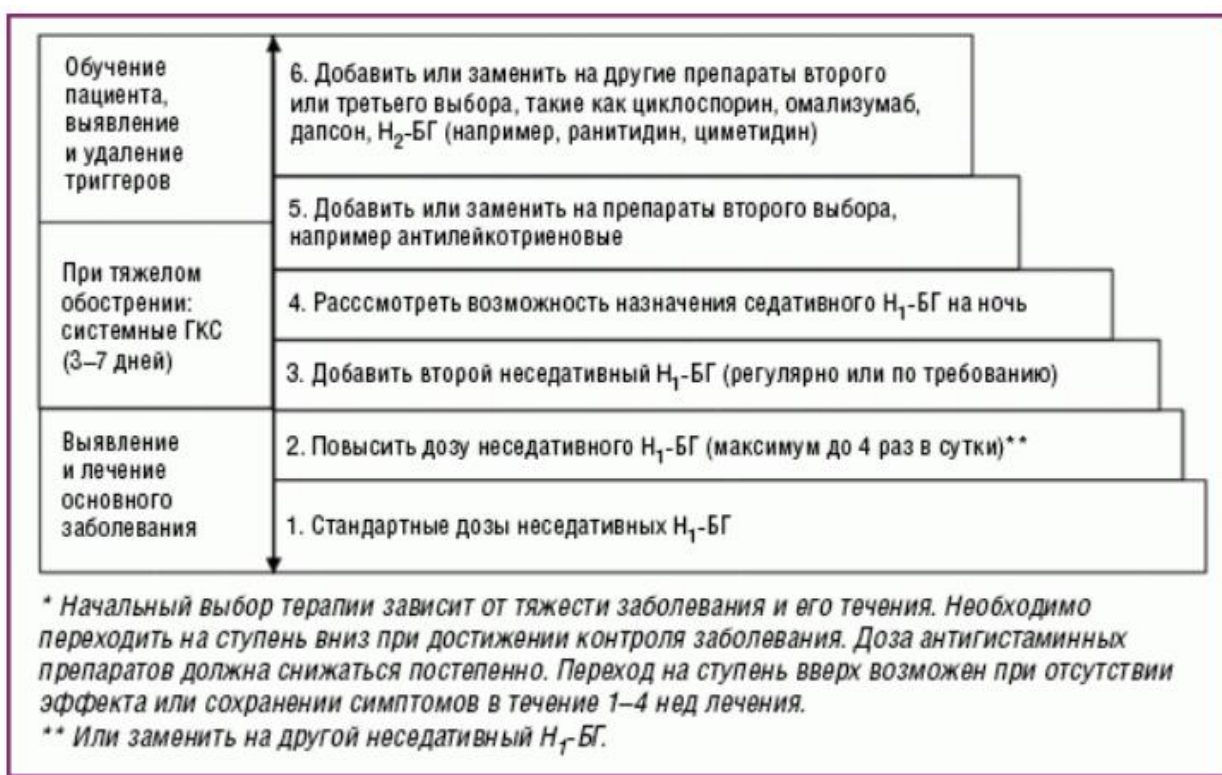 Обучение
пациента,
выявление
и удаление
триггеров
При тяжелом
обострении:
системные ГКС
(3–7 дней)
Выявление
и лечение
основного
заболевания
6. Добавить или заменить на другие препараты второго
или третьего выбора, такие как циклоспорин, омализумаб,
дапсон, H₂-БГ (например, ранитидин, циметидин)
5. Добавить или заменить на препараты второго выбора,
например антилейкотриеновые
4. Расссмотреть возможность назначения седативного H₁-БГ на ночь
3. Добавить второй неседативный H₁-БГ (регулярно или по требованию)
2. Повысить дозу неседативного H₁-БГ (максимум до 4 раз в сутки)**
1. Стандартные дозы неседативных H₁-БГ
* Начальный выбор терапии зависит от тяжести заболевания и его течения. Необходимо
переходить на ступень вниз при достижении контроля заболевания. Доза антигистаминных
препаратов должна снижаться постепенно. Переход на ступень вверх возможен при отсутствии
эффекта или сохранении симптомов в течение 1–4 нед лечения.
** Или заменить на другой неседативный H₁-БГ.